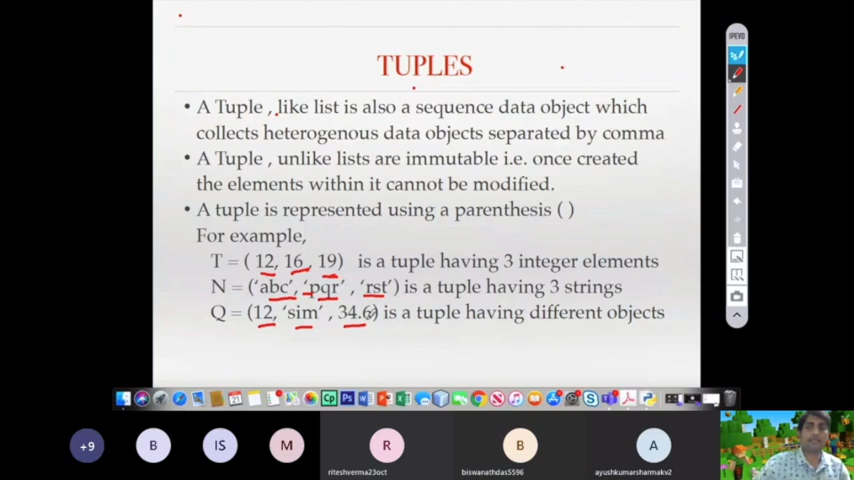 TUPLES
• A Tuple , like list is also a sequence data object which
collects heterogenous data objects separated by comma
• A Tuple , unlike lists are immutable i.e. once created
the elements within it cannot be modified.
• A tuple is represented using a parenthesis ( )
For example,
T = ( 12, 16 , 19) is a tuple having 3 integer elements
N = ('abc', 'pqr' , 'rst') is a tuple having 3 strings
Q = (12, 'sim' , 34.6) is a tuple having different objects
IPEVO
Cp Ps
+9 B IS M R B A
riteshverma23oct biswanathdas5596 ayushkumarsharmakv2